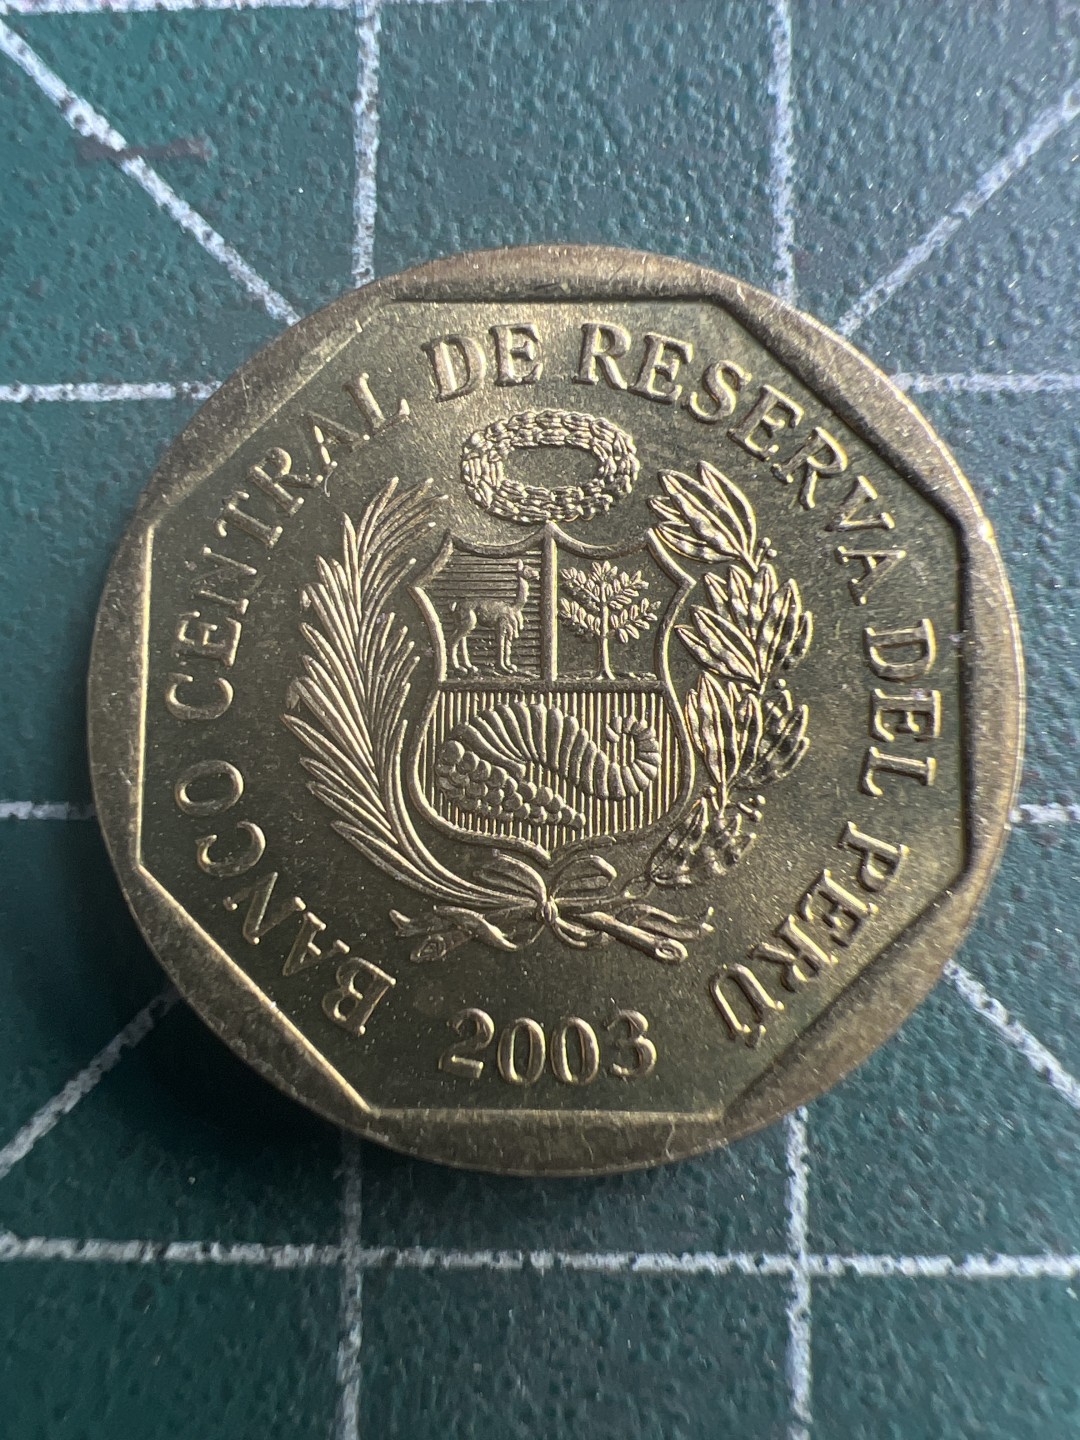 BANCO CENTRAL DE RESERVA DEL PERÚ
2003